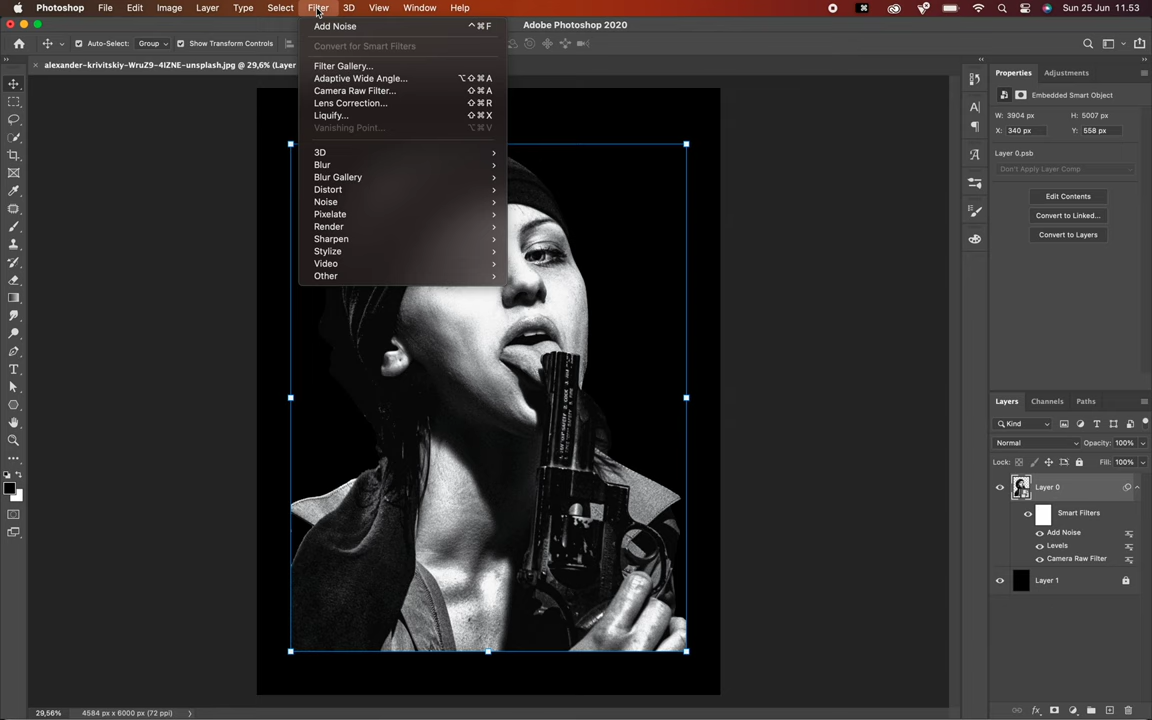 Photoshop File Edit Image Layer Type Select Filter 3D View Window Help Sun 25 Jun 11.53
Adobe Photoshop 2020
Auto-Select: Group Show Transform Controls
alexander-krivitskiy-WruZ9-4IZNE-unsplash.jpg @ 29,6% (Layer
Add Noise ⌃⌘F
Convert for Smart Filters
Filter Gallery...
Adaptive Wide Angle... ⌥⇧⌘A
Camera Raw Filter... ⇧⌘A
Lens Correction... ⇧⌘R
Liquify... ⇧⌘X
Vanishing Point... ⌥⌘V
3D
Blur
Blur Gallery
Distort
Noise
Pixelate
Render
Sharpen
Stylize
Video
Other
Properties Adjustments
Embedded Smart Object
W: 3904 px H: 5007 px
X: 340 px Y: 558 px
Layer 0.psb
Don't Apply Layer Comp
Edit Contents
Convert to Linked...
Convert to Layers
Layers Channels Paths
Kind
Normal Opacity: 100%
Lock: Fill: 100%
Layer 0
Smart Filters
Add Noise
Levels
Camera Raw Filter
Layer 1
29,56% 4584 px x 6000 px (72 ppi)